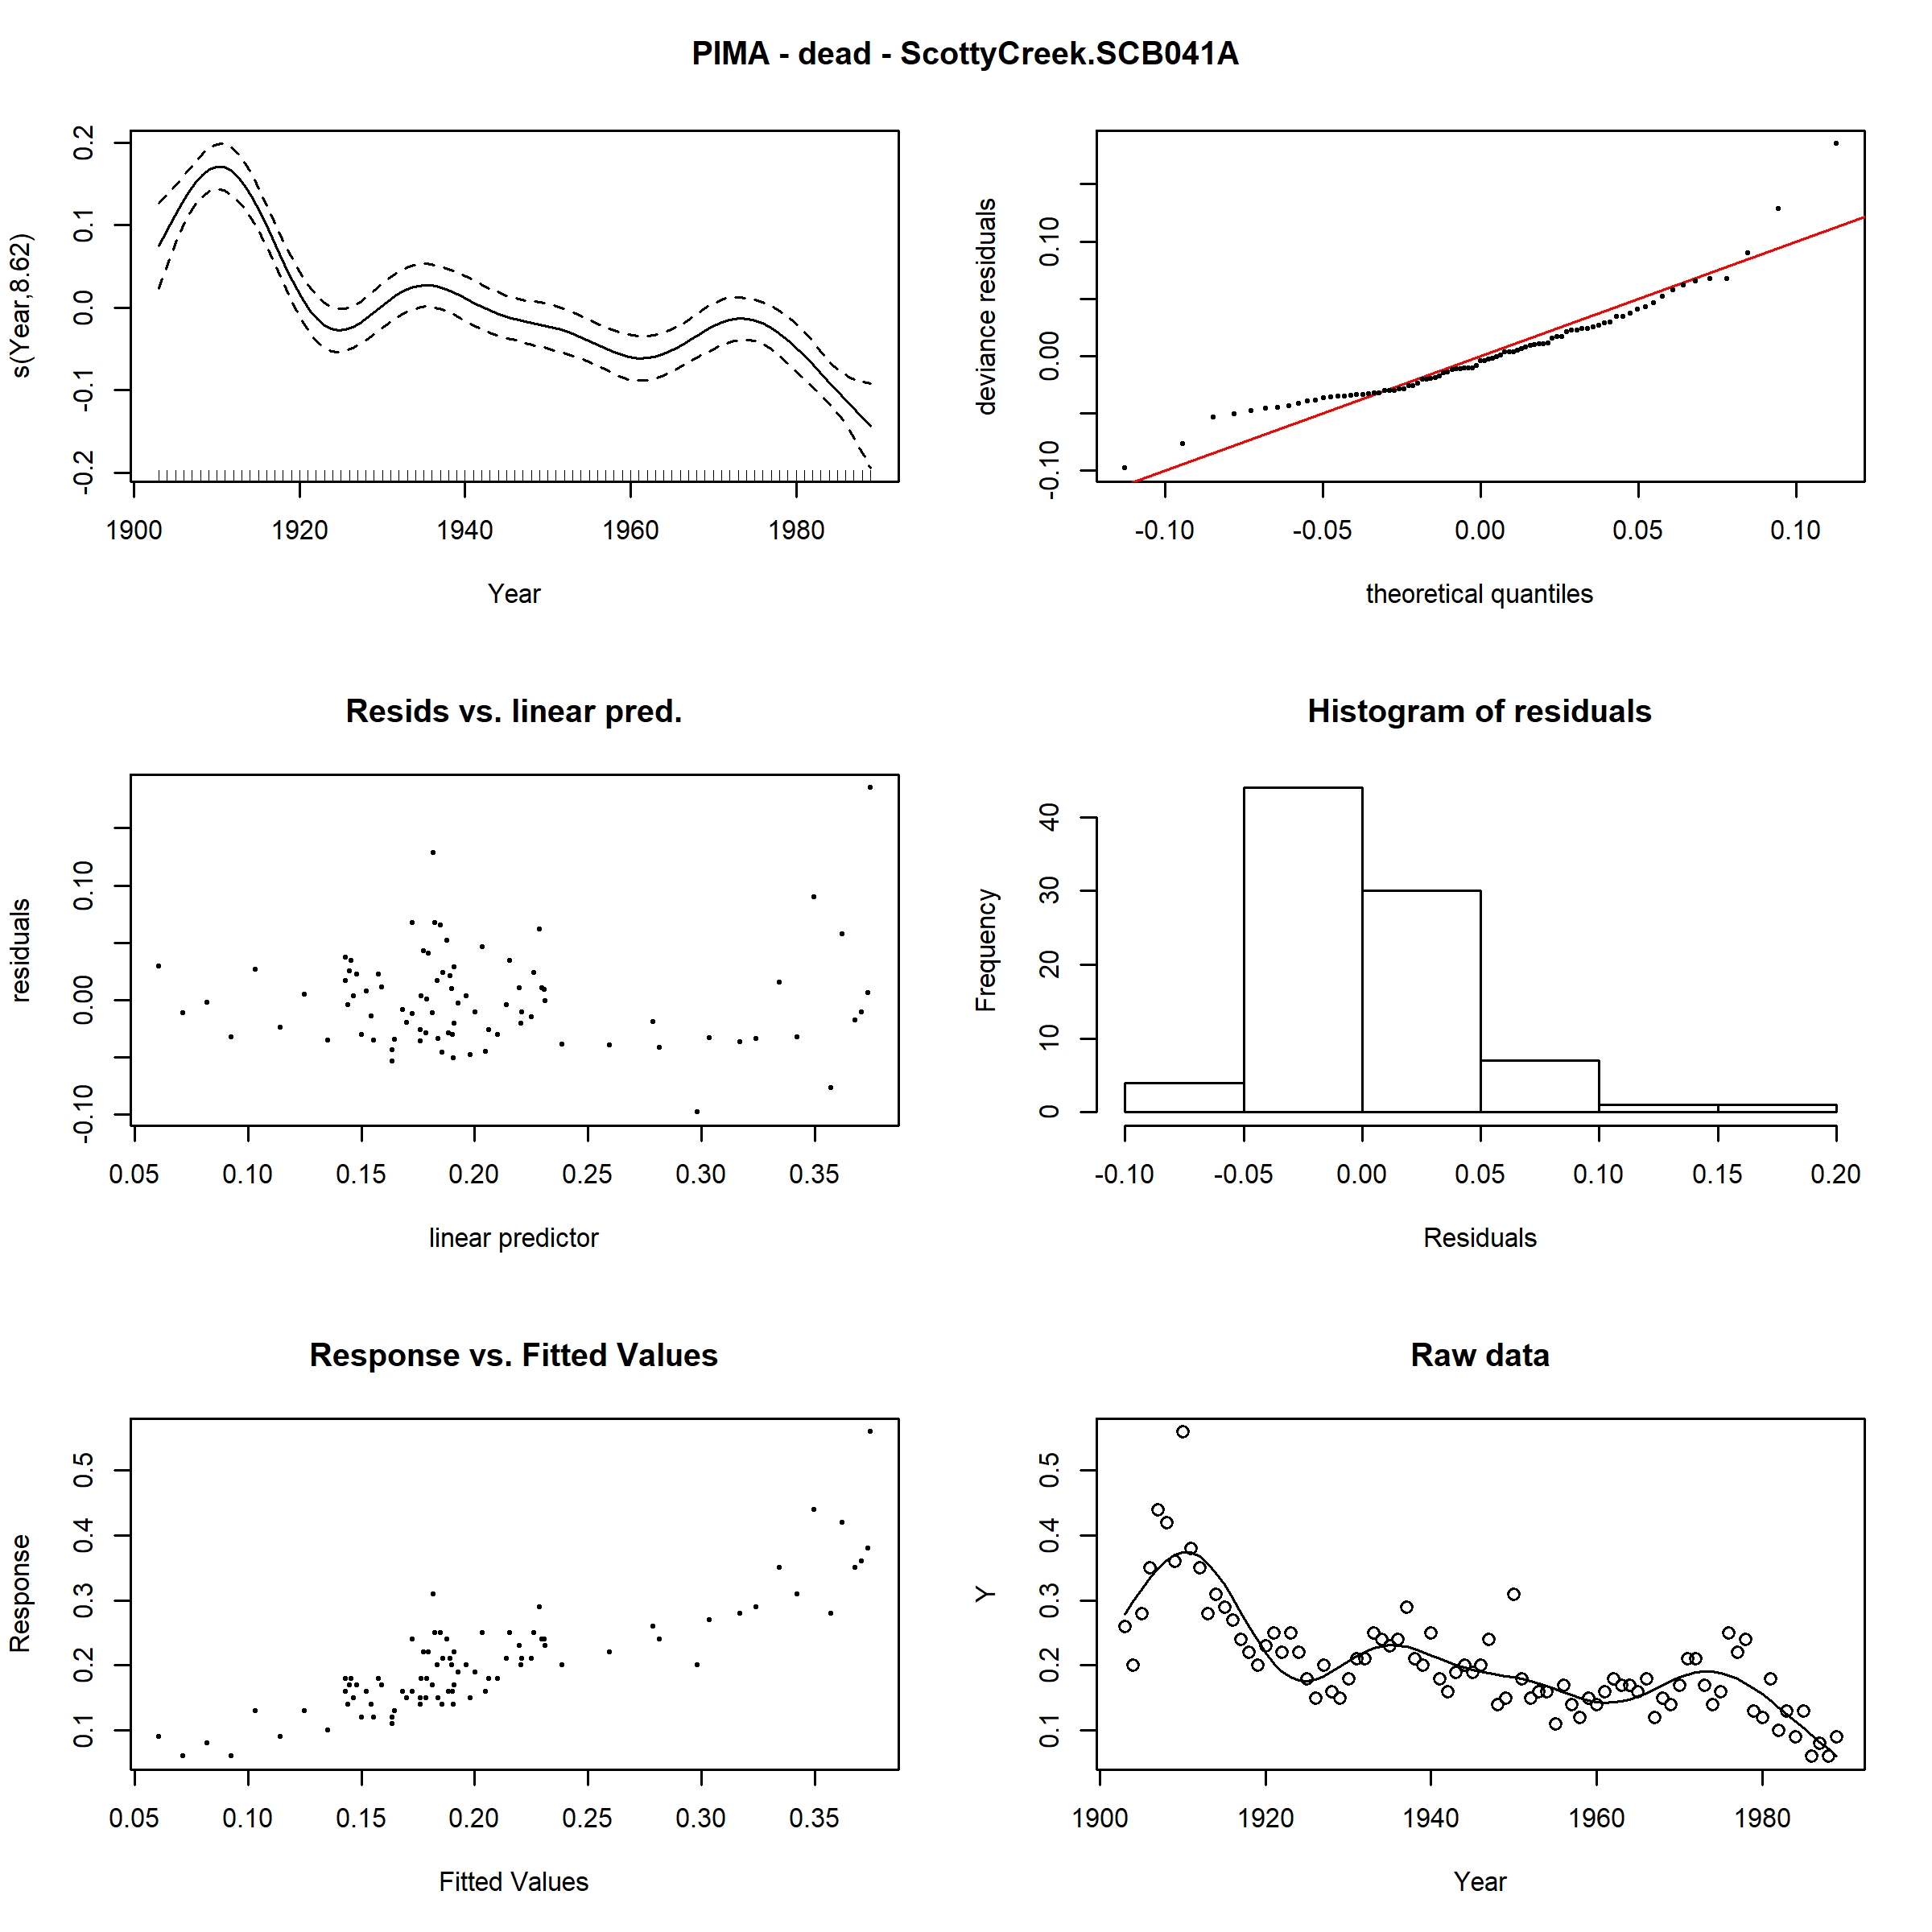 PIMA - dead - ScottyCreek.SCB041A
s(Year,8.62)
0.2
0.1
0.0
-0.1
-0.2
1900 1920 1940 1960 1980
Year
deviance residuals
0.10
0.00
-0.10
-0.10 -0.05 0.00 0.05 0.10
theoretical quantiles
Resids vs. linear pred.
residuals
0.10
0.00
-0.10
0.05 0.10 0.15 0.20 0.25 0.30 0.35
linear predictor
Histogram of residuals
Frequency
40
30
20
10
0
-0.10 -0.05 0.00 0.05 0.10 0.15 0.20
Residuals
Response vs. Fitted Values
Response
0.5
0.4
0.3
0.2
0.1
0.05 0.10 0.15 0.20 0.25 0.30 0.35
Fitted Values
Raw data
Y
0.5
0.4
0.3
0.2
0.1
1900 1920 1940 1960 1980
Year